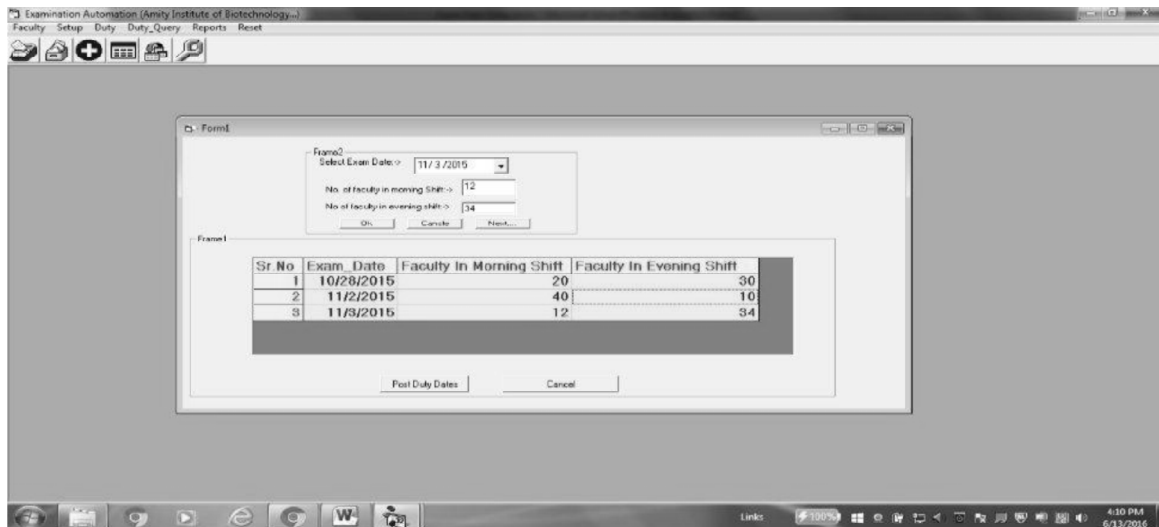 Examination Automation (Amity Institute of Biotechnology...)
Faculty Setup Duty Duty_Query Reports Reset
Form1
Frame2
Select Exam Date:->
11/ 3 /2015
No. of faculty in morning Shift:->
12
No of faculty in evening shift:->
34
Ok Cancle Next....
Frame1
Sr.No Exam_Date Faculty In Morning Shift Faculty In Evening Shift
1 10/28/2015 20 30
2 11/2/2015 40 10
3 11/3/2015 12 34
Post Duty Dates Cancel
Links 100% 4:10 PM
6/13/2016